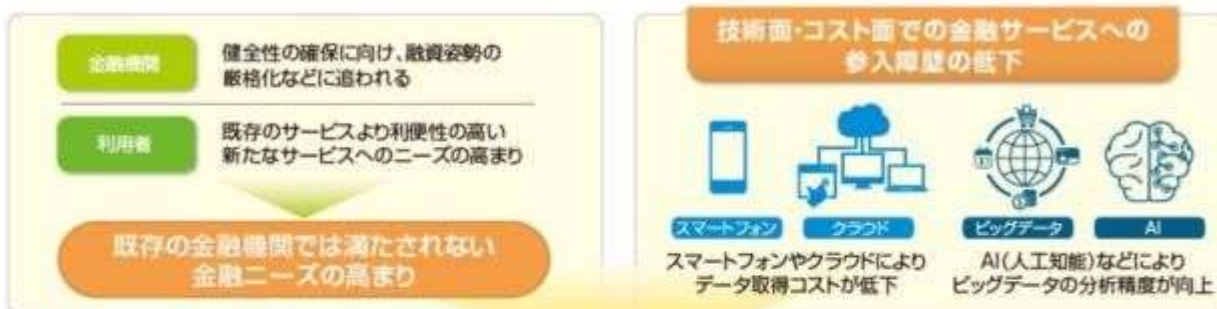 金融機関
健全性の確保に向け、融資姿勢の
厳格化などに追われる
利用者
既存のサービスより利便性の高い
新たなサービスへのニーズの高まり
既存の金融機関では満たされない
金融ニーズの高まり
技術面・コスト面での金融サービスへの
参入障壁の低下
スマートフォン
クラウド
ビッグデータ
AI
スマートフォンやクラウドにより
データ取得コストが低下
AI(人工知能)などにより
ビッグデータの分析精度が向上